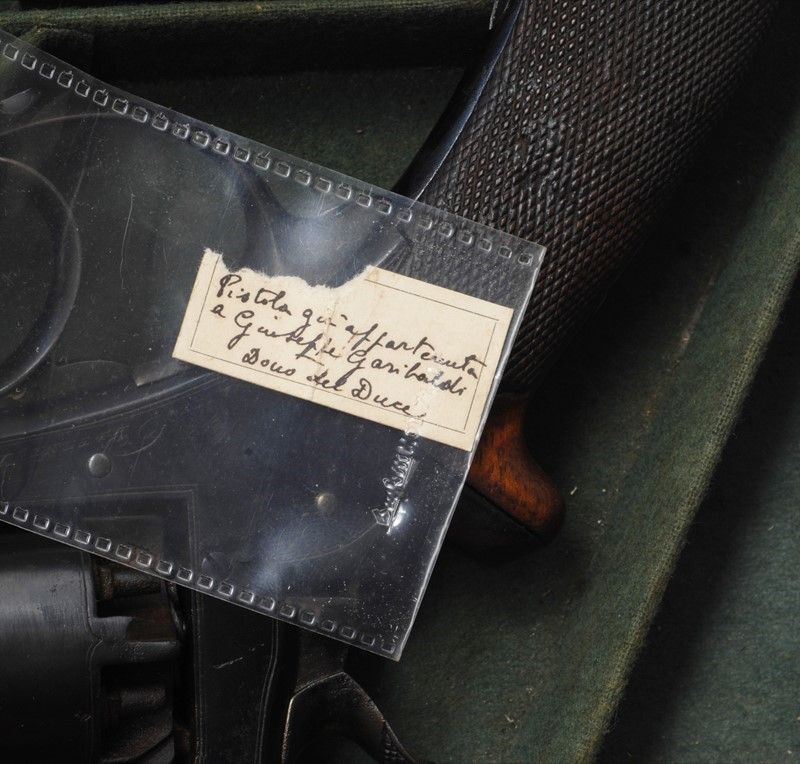 Pistola già appartenuta
a Giuseppe Garibaldi
Dono del Duce